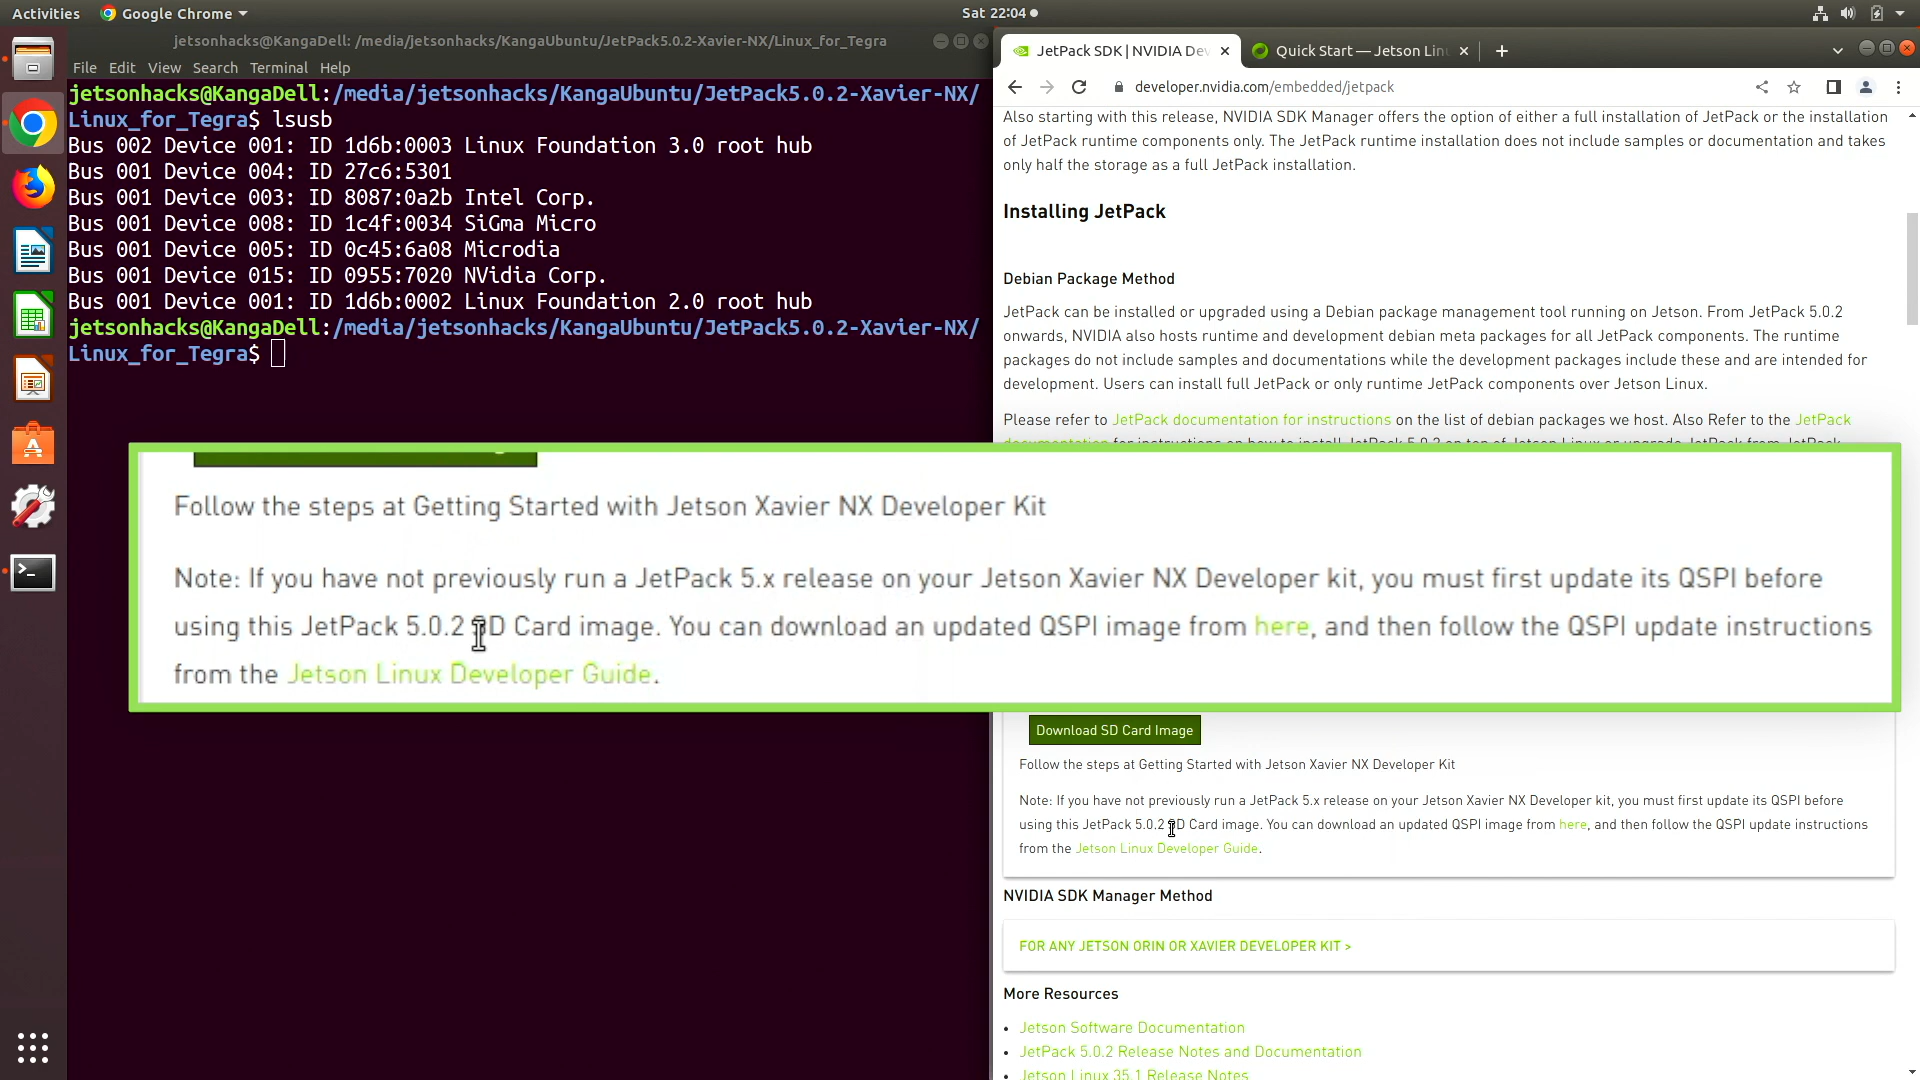 Activities
Google Chrome
Sat 22:04
jetsonhacks@KangaDell: /media/jetsonhacks/KangaUbuntu/JetPack5.0.2-Xavier-NX/Linux_for_Tegra
File Edit View Search Terminal Help
jetsonhacks@KangaDell:/media/jetsonhacks/KangaUbuntu/JetPack5.0.2-Xavier-NX/
Linux_for_Tegra$ lsusb
Bus 002 Device 001: ID 1d6b:0003 Linux Foundation 3.0 root hub
Bus 001 Device 004: ID 27c6:5301
Bus 001 Device 003: ID 8087:0a2b Intel Corp.
Bus 001 Device 008: ID 1c4f:0034 SiGma Micro
Bus 001 Device 005: ID 0c45:6a08 Microdia
Bus 001 Device 015: ID 0955:7020 NVidia Corp.
Bus 001 Device 001: ID 1d6b:0002 Linux Foundation 2.0 root hub
jetsonhacks@KangaDell:/media/jetsonhacks/KangaUbuntu/JetPack5.0.2-Xavier-NX/
Linux_for_Tegra$
JetPack SDK | NVIDIA De
Quick Start — Jetson Lin
developer.nvidia.com/embedded/jetpack
Also starting with this release, NVIDIA SDK Manager offers the option of either a full installation of JetPack or the installation
of JetPack runtime components only. The JetPack runtime installation does not include samples or documentation and takes
only half the storage as a full JetPack installation.
Installing JetPack
Debian Package Method
JetPack can be installed or upgraded using a Debian package management tool running on Jetson. From JetPack 5.0.2
onwards, NVIDIA also hosts runtime and development debian meta packages for all JetPack components. The runtime
packages do not include samples and documentations while the development packages include these and are intended for
development. Users can install full JetPack or only runtime JetPack components over Jetson Linux.
Please refer to JetPack documentation for instructions on the list of debian packages we host. Also Refer to the JetPack
documentation for instructions on how to install JetPack 5.0.2 on top of Jetson Linux or upgrade JetPack from JetPack
Follow the steps at Getting Started with Jetson Xavier NX Developer Kit
Note: If you have not previously run a JetPack 5.x release on your Jetson Xavier NX Developer kit, you must first update its QSPI before
using this JetPack 5.0.2 SD Card image. You can download an updated QSPI image from here, and then follow the QSPI update instructions
from the Jetson Linux Developer Guide.
Download SD Card Image
Follow the steps at Getting Started with Jetson Xavier NX Developer Kit
Note: If you have not previously run a JetPack 5.x release on your Jetson Xavier NX Developer kit, you must first update its QSPI before
using this JetPack 5.0.2 SD Card image. You can download an updated QSPI image from here, and then follow the QSPI update instructions
from the Jetson Linux Developer Guide.
NVIDIA SDK Manager Method
FOR ANY JETSON ORIN OR XAVIER DEVELOPER KIT >
More Resources
• Jetson Software Documentation
• JetPack 5.0.2 Release Notes and Documentation
• Jetson Linux 35.1 Release Notes